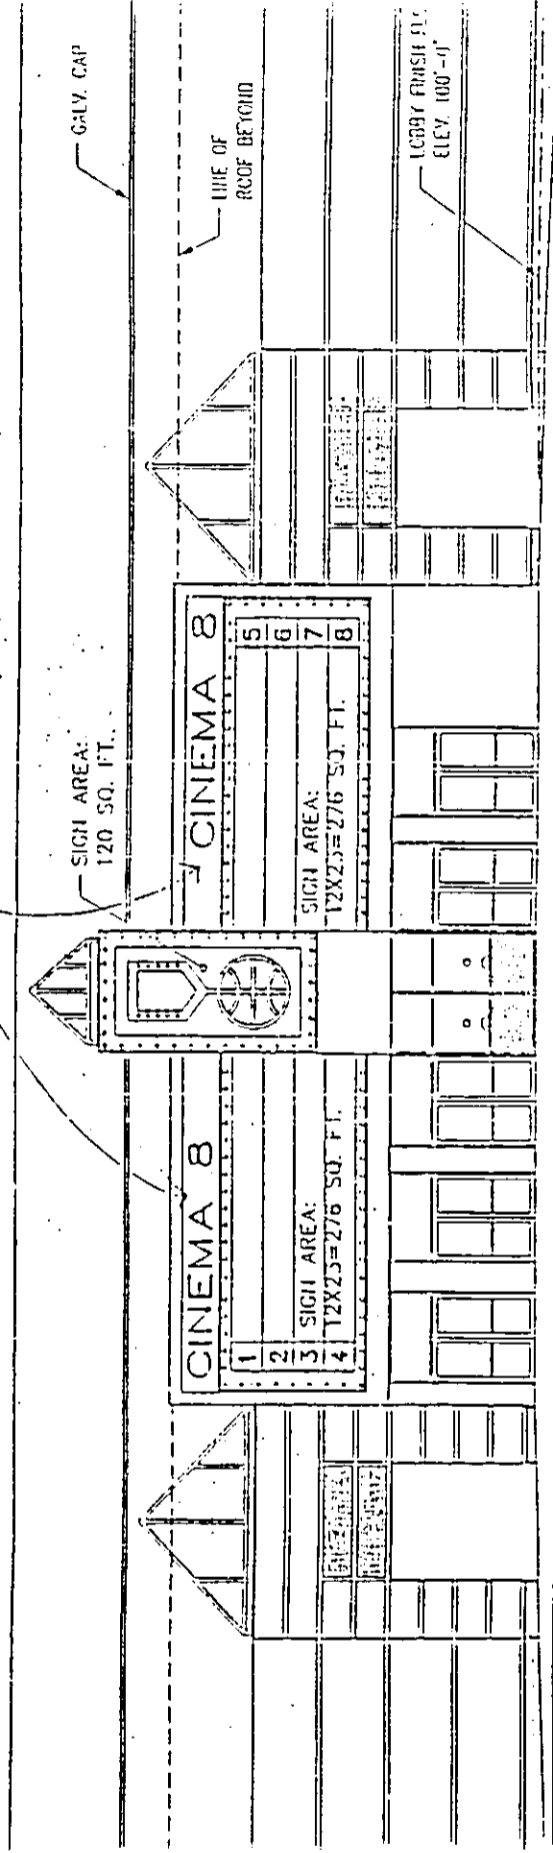 SIGN AREA:
120 SQ. FT.
GALV. CAP
LINE OF
ROOF BEYOND
CINEMA 8
1
2
3
4
SIGN AREA:
12X23=276 SQ. FT.
CINEMA 8
5
6
7
8
SIGN AREA:
12X23=276 SQ. FT.
LOBBY FINISH
ELEV. 100'-0"